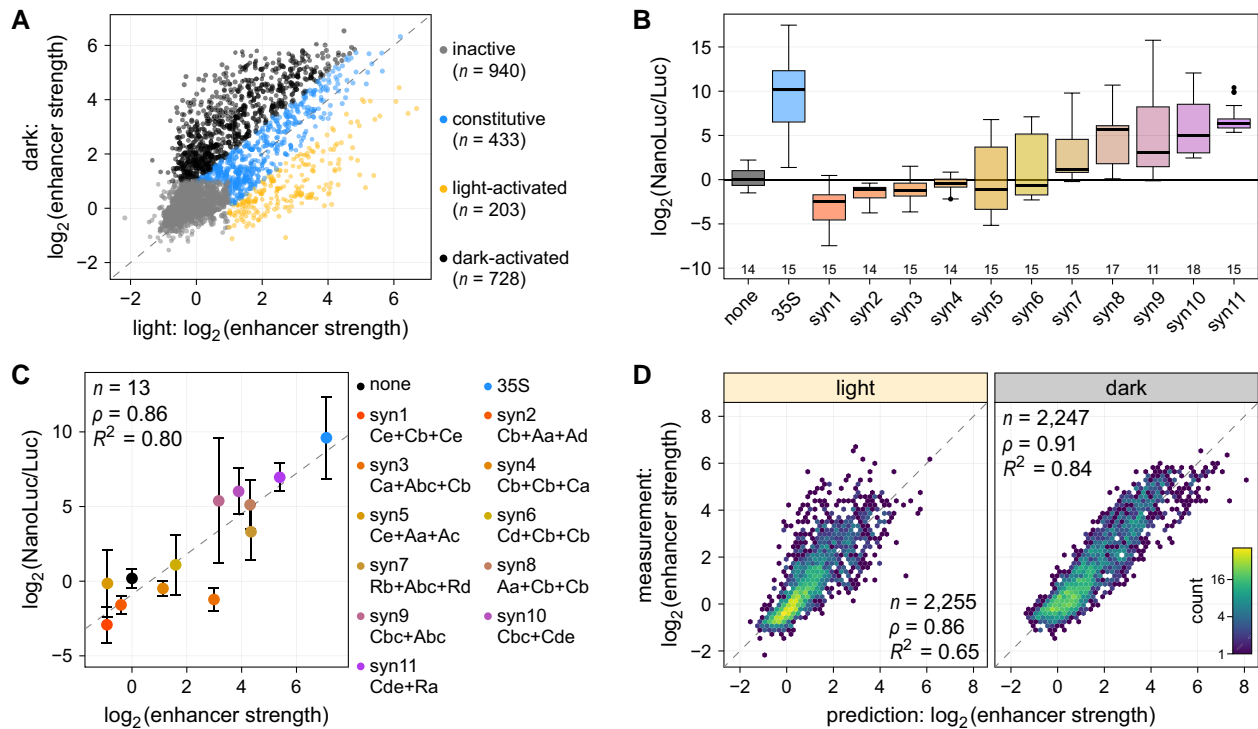 A
dark:
log2(enhancer strength)
6
4
2
0
−2
−2
0
2
4
6
light: log2(enhancer strength)
inactive
(n = 940)
constitutive
(n = 433)
light-activated
(n = 203)
dark-activated
(n = 728)
B
log2(NanoLuc/Luc)
15
10
5
0
−5
−10
14
15
15
14
15
14
15
15
15
17
11
18
15
none
35S
syn1
syn2
syn3
syn4
syn5
syn6
syn7
syn8
syn9
syn10
syn11
C
n = 13
ρ = 0.86
R² = 0.80
log2(NanoLuc/Luc)
10
5
0
−5
0
2
4
6
log2(enhancer strength)
none
35S
syn1
Ce+Cb+Ce
syn2
Cb+Aa+Ad
syn3
Ca+Abc+Cb
syn4
Cb+Cb+Ca
syn5
Ce+Aa+Ac
syn6
Cd+Cb+Cb
syn7
Rb+Abc+Rd
syn8
Aa+Cb+Cb
syn9
Cbc+Abc
syn10
Cbc+Cde
syn11
Cde+Ra
D
light
dark
measurement:
log2(enhancer strength)
8
6
4
2
0
−2
n = 2,255
ρ = 0.86
R² = 0.65
n = 2,247
ρ = 0.91
R² = 0.84
count
16
4
1
−2
0
2
4
6
8
−2
0
2
4
6
8
prediction: log2(enhancer strength)